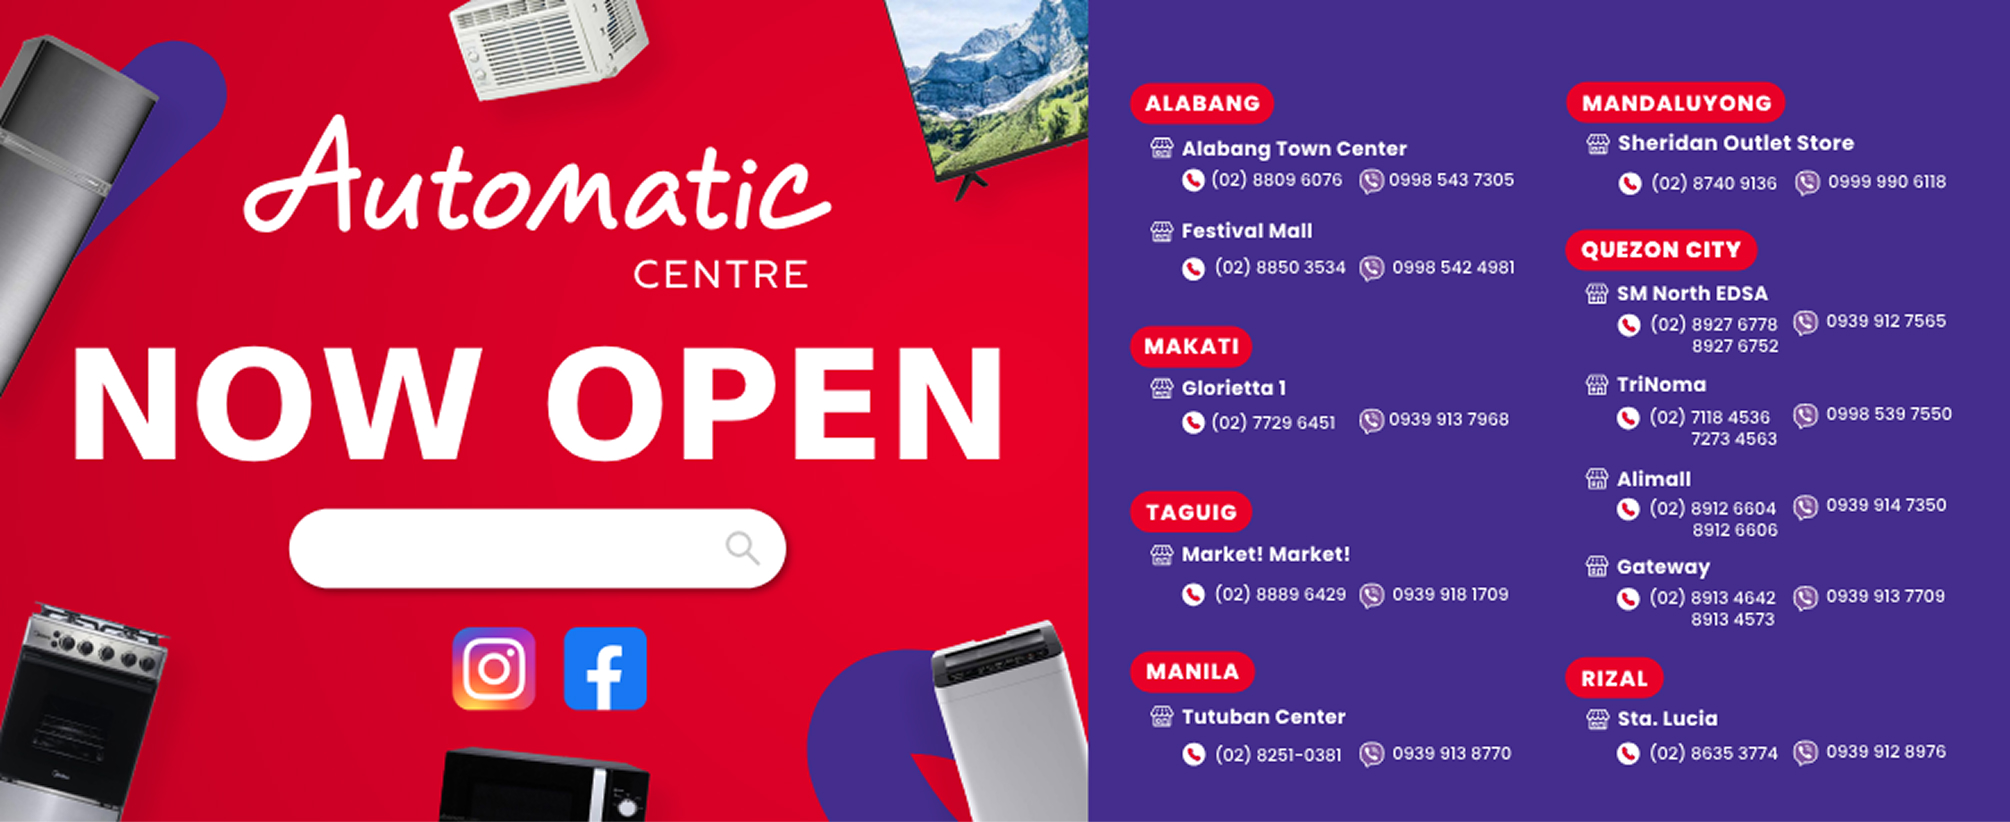 Automatic
CENTRE
NOW OPEN
ALABANG
Alabang Town Center
(02) 8809 6076 0998 543 7305
Festival Mall
(02) 8850 3534 0998 542 4981
MAKATI
Glorietta 1
(02) 7729 6451 0939 913 7968
TAGUIG
Market! Market!
(02) 8889 6429 0939 918 1709
MANILA
Tutuban Center
(02) 8251-0381 0939 913 8770
MANDALUYONG
Sheridan Outlet Store
(02) 8740 9136 0999 990 6118
QUEZON CITY
SM North EDSA
(02) 8927 6778 0939 912 7565
8927 6752
TriNoma
(02) 7118 4536 0998 539 7550
7273 4563
Alimall
(02) 8912 6604 0939 914 7350
8912 6606
Gateway
(02) 8913 4642 0939 913 7709
8913 4573
RIZAL
Sta. Lucia
(02) 8635 3774 0939 912 8976